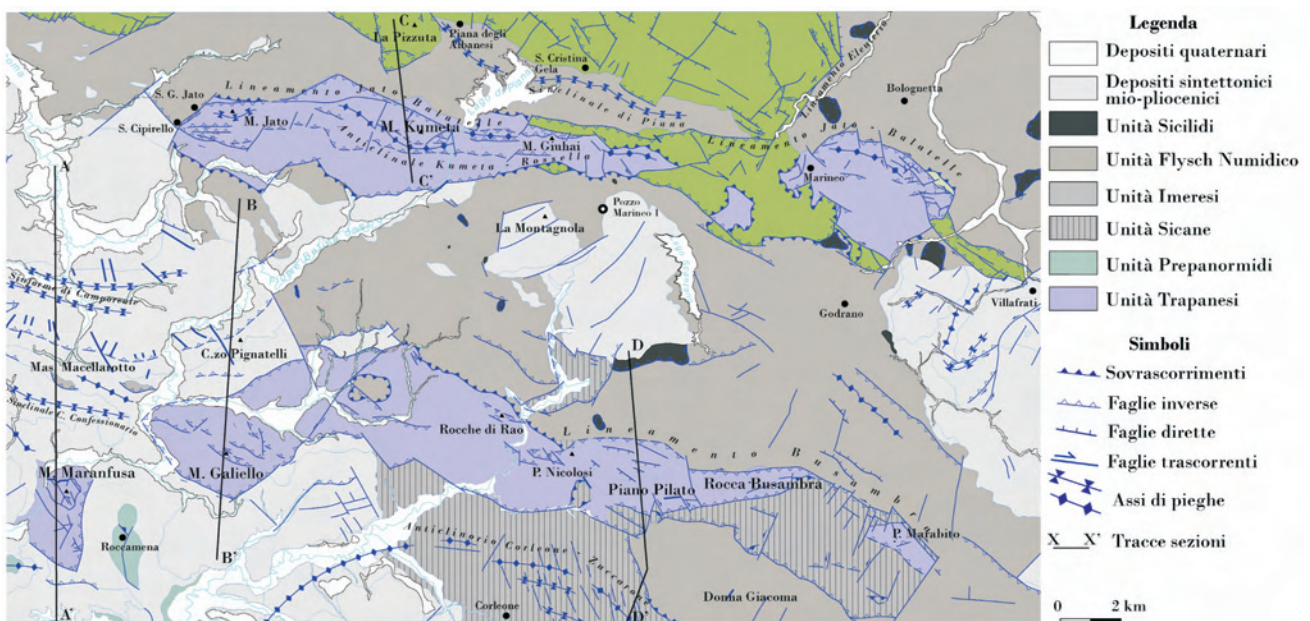 C
La Pizzuta
Piana degli
Albanesi
S. Cristina
Gela
Sinclinale di Piana
Lineamento Eleuterio
Bolognetta
S. G. Jato
Lineamento Jato-Balatelle
S. Cipirello
M. Jato
M. Kumeta
Anticlinale Kumeta - Rossella
M. Giuhai
C'
Lineamento Jato-Balatelle
Marineo
A
B
Pozzo
Marineo 1
La Montagnola
Sinforme di Camporeale
Villafrati
Godrano
C.zo Pignatelli
D
Mas. Macellarotto
Sinclinale C. Confessionario
Rocche di Rao
Lineamento Busambra
M. Maranfusa
M. Galiello
P. Nicolosi
Piano Pilato
Rocca Busambra
Roccamena
B'
P. Mafabito
Anticlinorio Corleone - Zuccarone
Corleone
Donna Giacoma
A'
D'
Legenda
Depositi quaternari
Depositi sintettonici
mio-pliocenici
Unità Sicilidi
Unità Flysch Numidico
Unità Imeresi
Unità Sicane
Unità Prepanormidi
Unità Trapanesi
Simboli
Sovrascorrimenti
Faglie inverse
Faglie dirette
Faglie trascorrenti
Assi di pieghe
X X' Tracce sezioni
0 2 km